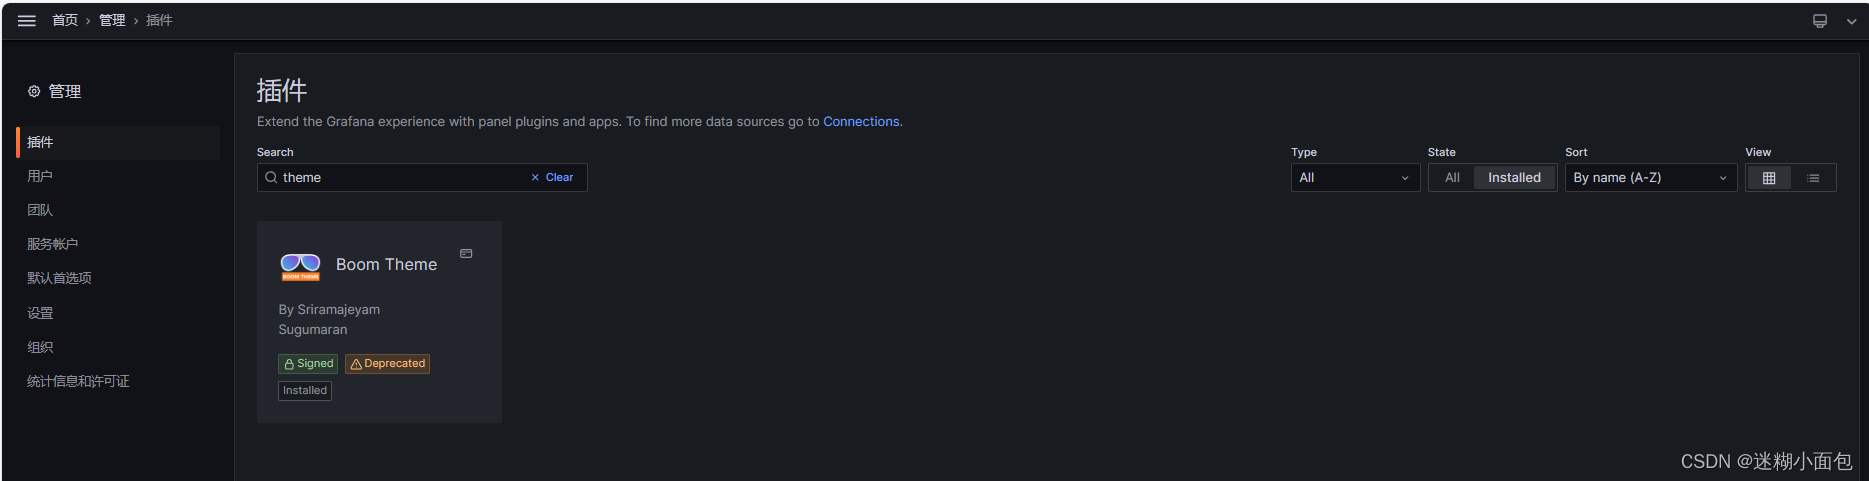 首页 › 管理 › 插件
管理
插件
用户
团队
服务帐户
默认首选项
设置
组织
统计信息和许可证
插件
Extend the Grafana experience with panel plugins and apps. To find more data sources go to Connections.
Search
theme
Clear
Type
All
State
All Installed
Sort
By name (A-Z)
View
BOOM THEME
Boom Theme
By Sriramajeyam
Sugumaran
Signed Deprecated
Installed
CSDN @迷糊小面包